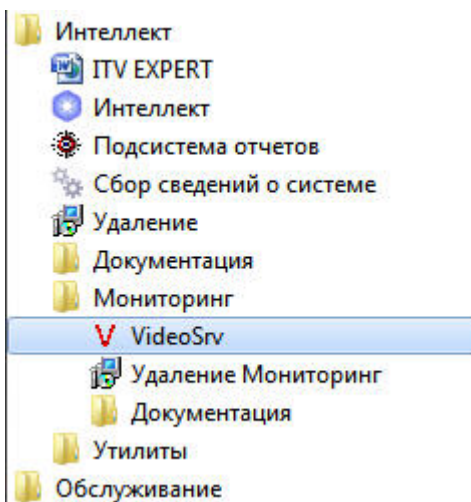 Интеллект
ITV EXPERT
Интеллект
Подсистема отчетов
Сбор сведений о системе
Удаление
Документация
Мониторинг
VideoSrv
Удаление Мониторинг
Документация
Утилиты
Обслуживание